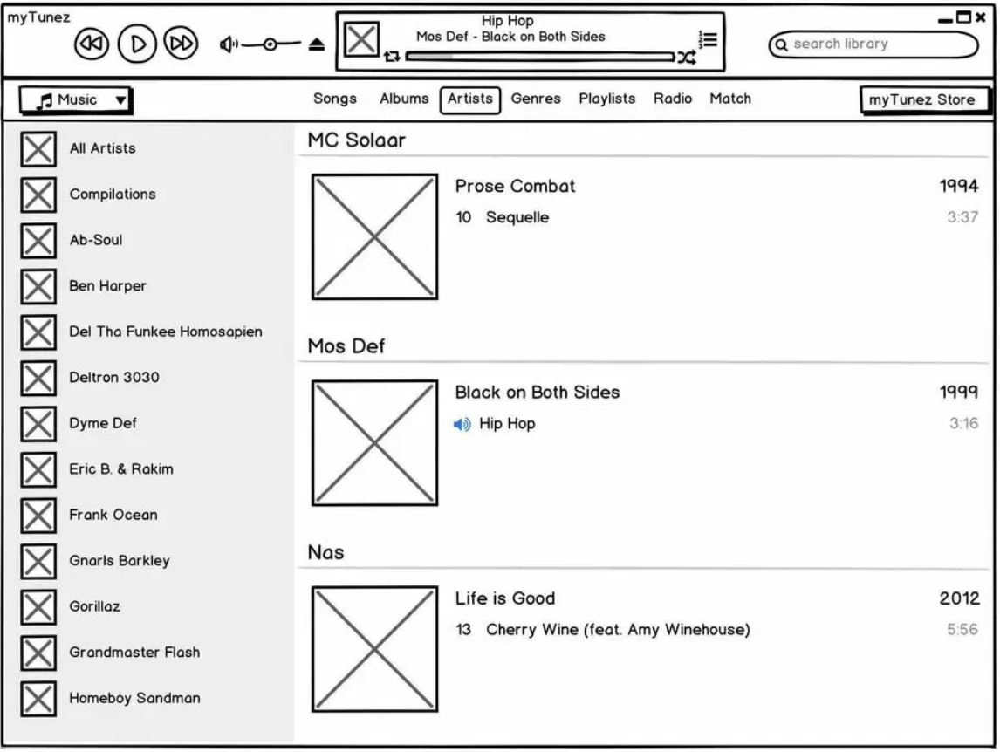 myTunez
Hip Hop
Mos Def - Black on Both Sides
search library
Music
Songs Albums Artists Genres Playlists Radio Match
myTunez Store
All Artists
Compilations
Ab-Soul
Ben Harper
Del Tha Funkee Homosapien
Deltron 3030
Dyme Def
Eric B. & Rakim
Frank Ocean
Gnarls Barkley
Gorillaz
Grandmaster Flash
Homeboy Sandman
MC Solaar
Prose Combat 1994
10 Sequelle 3:37
Mos Def
Black on Both Sides 1999
Hip Hop 3:16
Nas
Life is Good 2012
13 Cherry Wine (feat. Amy Winehouse) 5:56